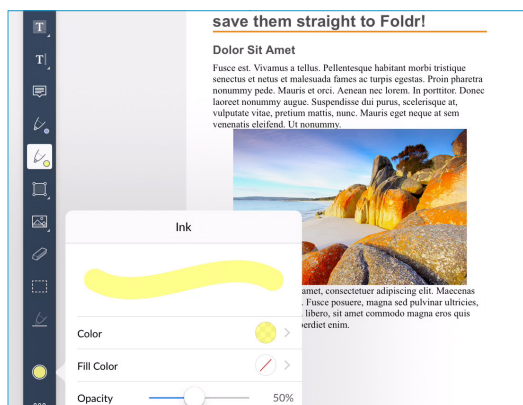 save them straight to Foldr!
Dolor Sit Amet
Fusce est. Vivamus a tellus. Pellentesque habitant morbi tristique
senectus et netus et malesuada fames ac turpis egestas. Proin pharetra
nonummy pede. Mauris et orci. Aenean nec lorem. In porttitor. Donec
laoreet nonummy augue. Suspendisse dui purus, scelerisque at,
vulputate vitae, pretium mattis, nunc. Mauris eget neque at sem
venenatis eleifend. Ut nonummy.
amet, consectetuer adipiscing elit. Maecenas
. Fusce posuere, magna sed pulvinar ultricies,
libero, sit amet commodo magna eros quis
perdiet enim.
T
T
Ink
Color
Fill Color
Opacity 50%